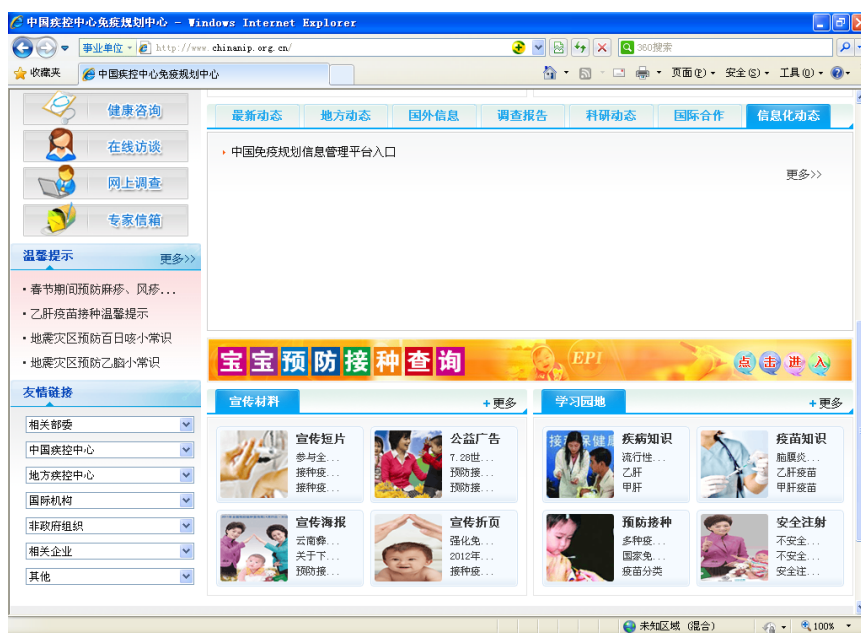 中国疾控中心免疫规划中心 - Windows Internet Explorer
事业单位 http://www.chinanip.org.cn/
360搜索
收藏夹
中国疾控中心免疫规划中心
页面(P) 安全(S) 工具(O)
健康咨询
在线访谈
网上调查
专家信箱
温馨提示 更多>>
·春节期间预防麻疹、风疹...
·乙肝疫苗接种温馨提示
·地震灾区预防百日咳小常识
·地震灾区预防乙脑小常识
友情链接
相关部委
中国疾控中心
地方疾控中心
国际机构
非政府组织
相关企业
其他
最新动态 地方动态 国外信息 调查报告 科研动态 国际合作 信息化动态
中国免疫规划信息管理平台入口
更多>>
宝宝预防接种查询 EPI 点击进入
宣传材料 +更多
宣传短片
参与全...
接种疫...
接种疫...
公益广告
7.28世...
预防接...
预防接...
宣传海报
云南彝...
关于下...
预防接...
宣传折页
强化免...
2012年...
接种疫...
学习园地 +更多
疾病知识
流行性...
乙肝
甲肝
疫苗知识
脑膜炎...
乙肝疫苗
甲肝疫苗
预防接种
多种疫...
国家免...
疫苗分类
安全注射
不安全...
不安全...
安全注...
未知区域 (混合) 100%